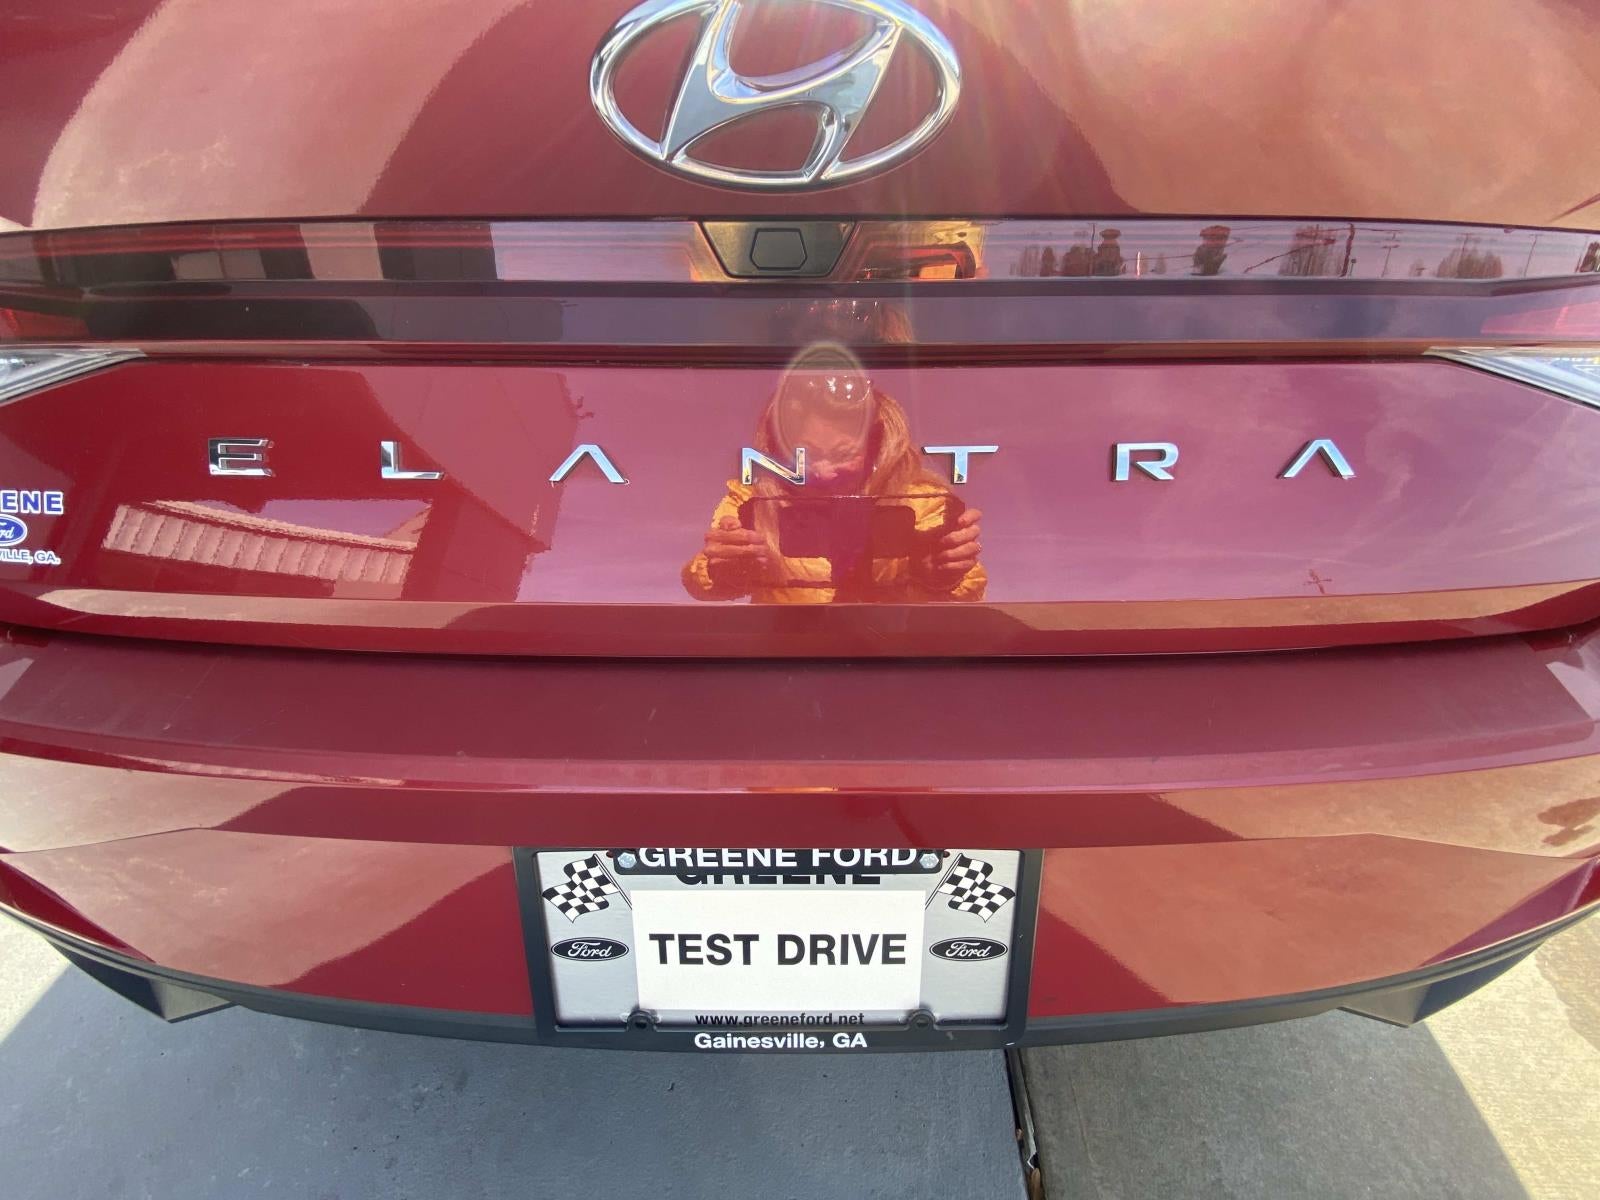 ELANTRA
ENE
Ford
VILLE, GA.
GREENE FORD
GREENE
Ford
TEST DRIVE
Ford
www.greeneford.net
Gainesville, GA